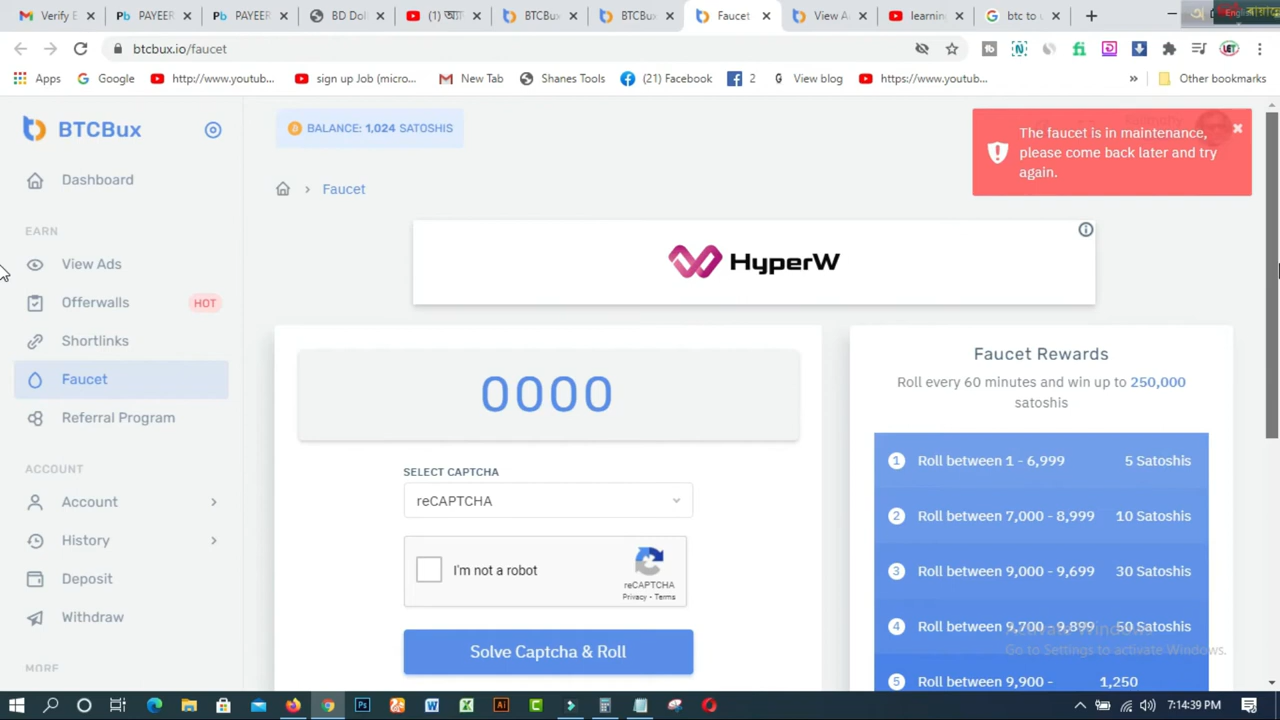 Verify E
PAYEER
PAYEER
BD Do
(1) আ
BTCBu
BTCBux
Faucet
View A
learning
btc to
English
btcbux.io/faucet
Apps
Google
http://www.youtub...
sign up Job (micro...
New Tab
Shanes Tools
(21) Facebook
2
View blog
https://www.youtub...
»
Other bookmarks
BTCBux
BALANCE: 1,024 SATOSHIS
The faucet is in maintenance,
please come back later and try
again.
Dashboard
Faucet
EARN
View Ads
Offerwalls
HOT
Shortlinks
Faucet
Referral Program
ACCOUNT
Account
History
Deposit
Withdraw
MORE
HyperW
0000
SELECT CAPTCHA
reCAPTCHA
I'm not a robot
reCAPTCHA
Privacy - Terms
Solve Captcha & Roll
Faucet Rewards
Roll every 60 minutes and win up to 250,000
satoshis
1 Roll between 1 - 6,999 5 Satoshis
2 Roll between 7,000 - 8,999 10 Satoshis
3 Roll between 9,000 - 9,699 30 Satoshis
4 Roll between 9,700 - 9,899 50 Satoshis
Activate Windows
Go to Settings to activate Windows.
5 Roll between 9,900 - 1,250
7:14:39 PM